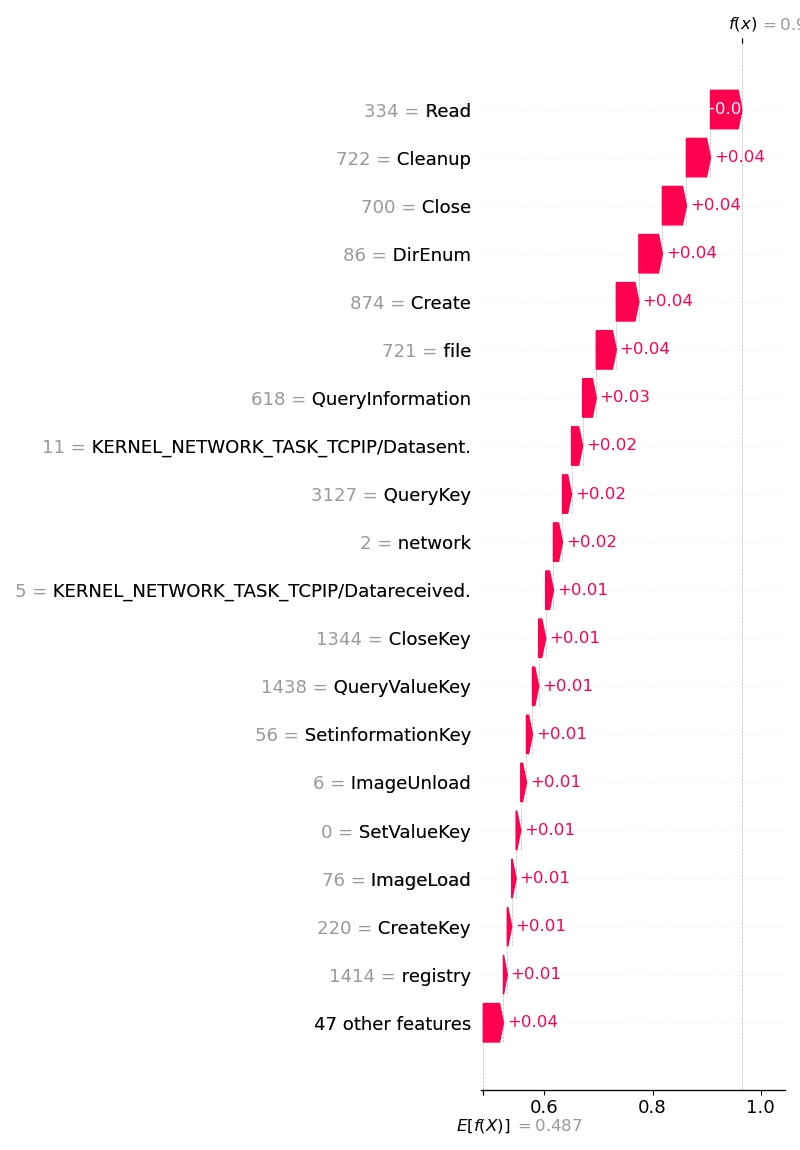 f(x) = 0.9
334 = Read
722 = Cleanup +0.04
700 = Close +0.04
86 = DirEnum +0.04
874 = Create +0.04
721 = file +0.04
618 = QueryInformation +0.03
11 = KERNEL_NETWORK_TASK_TCPIP/Datasent. +0.02
3127 = QueryKey +0.02
2 = network +0.02
5 = KERNEL_NETWORK_TASK_TCPIP/Datareceived. +0.01
1344 = CloseKey +0.01
1438 = QueryValueKey +0.01
56 = SetinformationKey +0.01
6 = ImageUnload +0.01
0 = SetValueKey +0.01
76 = ImageLoad +0.01
220 = CreateKey +0.01
1414 = registry +0.01
47 other features +0.04
0.6 0.8 1.0
E[f(X)] = 0.487